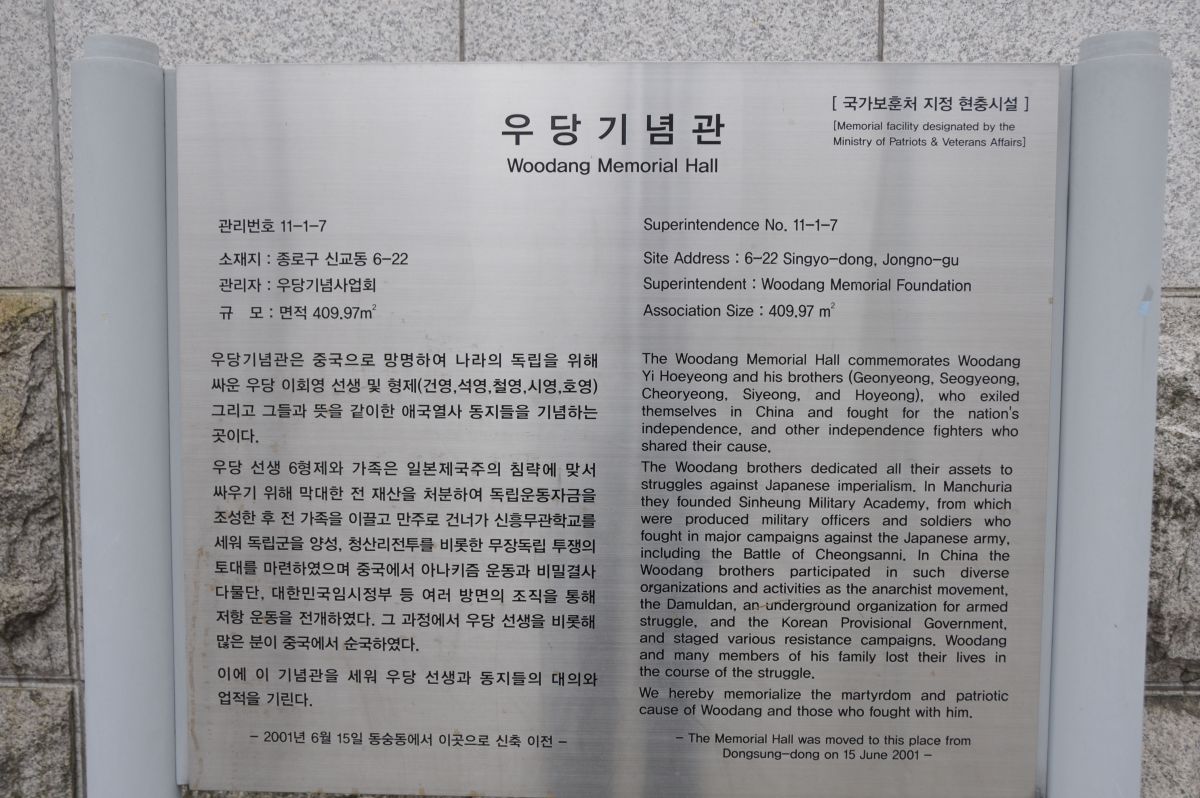 [ 국가보훈처 지정 현충시설 ]
[Memorial facility designated by the
Ministry of Patriots & Veterans Affairs]
우당기념관
Woodang Memorial Hall
관리번호 11-1-7
소재지 : 종로구 신교동 6-22
관리자 : 우당기념사업회
규 모 : 면적 409.97m²
우당기념관은 중국으로 망명하여 나라의 독립을 위해
싸운 우당 이회영 선생 및 형제(건영,석영,철영,시영,호영)
그리고 그들과 뜻을 같이한 애국열사 동지들을 기념하는
곳이다.
우당 선생 6형제와 가족은 일본제국주의 침략에 맞서
싸우기 위해 막대한 전 재산을 처분하여 독립운동자금을
조성한 후 전 가족을 이끌고 만주로 건너가 신흥무관학교를
세워 독립군을 양성, 청산리전투를 비롯한 무장독립 투쟁의
토대를 마련하였으며 중국에서 아나키즘 운동과 비밀결사
다물단, 대한민국임시정부 등 여러 방면의 조직을 통해
저항 운동을 전개하였다. 그 과정에서 우당 선생을 비롯해
많은 분이 중국에서 순국하였다.
이에 이 기념관을 세워 우당 선생과 동지들의 대의와
업적을 기린다.
- 2001년 6월 15일 동숭동에서 이곳으로 신축 이전 -
Superintendence No. 11-1-7
Site Address : 6-22 Singyo-dong, Jongno-gu
Superintendent : Woodang Memorial Foundation
Association Size : 409.97 m²
The Woodang Memorial Hall commemorates Woodang
Yi Hoeyeong and his brothers (Geonyeong, Seogyeong,
Cheoryeong, Siyeong, and Hoyeong), who exiled
themselves in China and fought for the nation's
independence, and other independence fighters who
shared their cause.
The Woodang brothers dedicated all their assets to
struggles against Japanese imperialism. In Manchuria
they founded Sinheung Military Academy, from which
were produced military officers and soldiers who
fought in major campaigns against the Japanese army,
including the Battle of Cheongsanni. In China the
Woodang brothers participated in such diverse
organizations and activities as the anarchist movement,
the Damuldan, an underground organization for armed
struggle, and the Korean Provisional Government,
and staged various resistance campaigns. Woodang
and many members of his family lost their lives in
the course of the struggle.
We hereby memorialize the martyrdom and patriotic
cause of Woodang and those who fought with him.
- The Memorial Hall was moved to this place from
Dongsung-dong on 15 June 2001 -